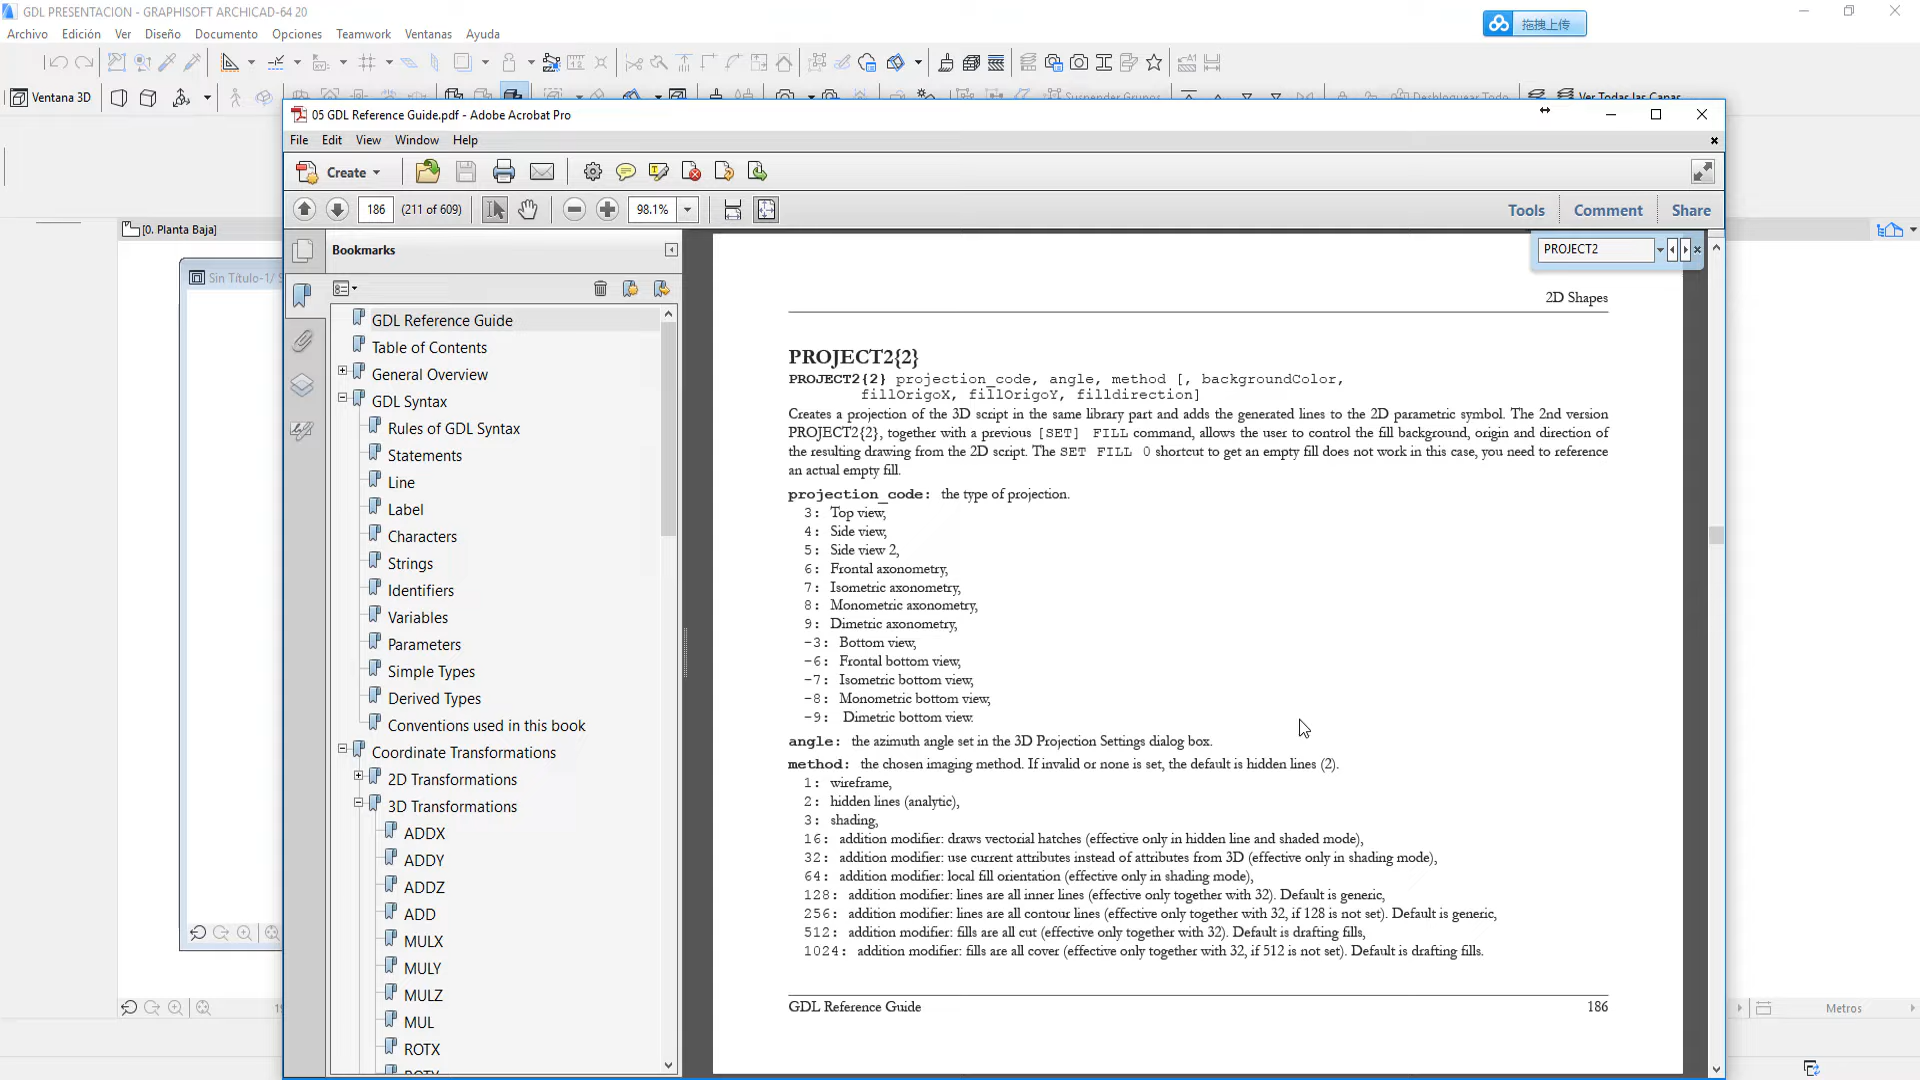 GDL PRESENTACION - GRAPHISOFT ARCHICAD-64 20
拖拽上传
Archivo Edición Ver Diseño Documento Opciones Teamwork Ventanas Ayuda
Ventana 3D
Suspender Grupos
Desbloquear Todo
Ver Todas las Capas
05 GDL Reference Guide.pdf - Adobe Acrobat Pro
File Edit View Window Help
Create
186 (211 of 609) 98.1% Tools Comment Share
[0. Planta Baja]
Sin Título-1/
Bookmarks
PROJECT2
GDL Reference Guide
Table of Contents
General Overview
GDL Syntax
Rules of GDL Syntax
Statements
Line
Label
Characters
Strings
Identifiers
Variables
Parameters
Simple Types
Derived Types
Conventions used in this book
Coordinate Transformations
2D Transformations
3D Transformations
ADDX
ADDY
ADDZ
ADD
MULX
MULY
MULZ
MUL
ROTX
2D Shapes
PROJECT2{2}
PROJECT2{2} projection_code, angle, method [, backgroundColor,
fillOrigoX, fillOrigoY, filldirection]
Creates a projection of the 3D script in the same library part and adds the generated lines to the 2D parametric symbol. The 2nd version
PROJECT2{2}, together with a previous [SET] FILL command, allows the user to control the fill background, origin and direction of
the resulting drawing from the 2D script. The SET FILL 0 shortcut to get an empty fill does not work in this case, you need to reference
an actual empty fill.
projection_code: the type of projection.
3: Top view,
4: Side view,
5: Side view 2,
6: Frontal axonometry,
7: Isometric axonometry,
8: Monometric axonometry,
9: Dimetric axonometry,
-3: Bottom view,
-6: Frontal bottom view,
-7: Isometric bottom view,
-8: Monometric bottom view,
-9: Dimetric bottom view.
angle: the azimuth angle set in the 3D Projection Settings dialog box.
method: the chosen imaging method. If invalid or none is set, the default is hidden lines (2).
1: wireframe,
2: hidden lines (analytic),
3: shading,
16: addition modifier: draws vectorial hatches (effective only in hidden line and shaded mode),
32: addition modifier: use current attributes instead of attributes from 3D (effective only in shading mode),
64: addition modifier: local fill orientation (effective only in shading mode),
128: addition modifier: lines are all inner lines (effective only together with 32). Default is generic,
256: addition modifier: lines are all contour lines (effective only together with 32, if 128 is not set). Default is generic,
512: addition modifier: fills are all cut (effective only together with 32). Default is drafting fills,
1024: addition modifier: fills are all cover (effective only together with 32, if 512 is not set). Default is drafting fills.
GDL Reference Guide 186
Metros